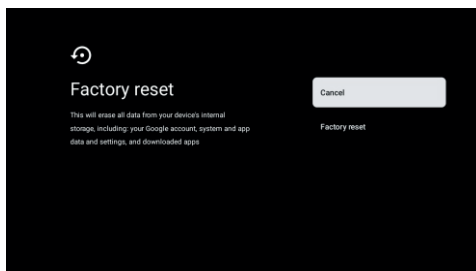 Factory reset
This will erase all data from your device's internal
storage, including: your Google account, system and app
data and settings, and downloaded apps
Cancel
Factory reset